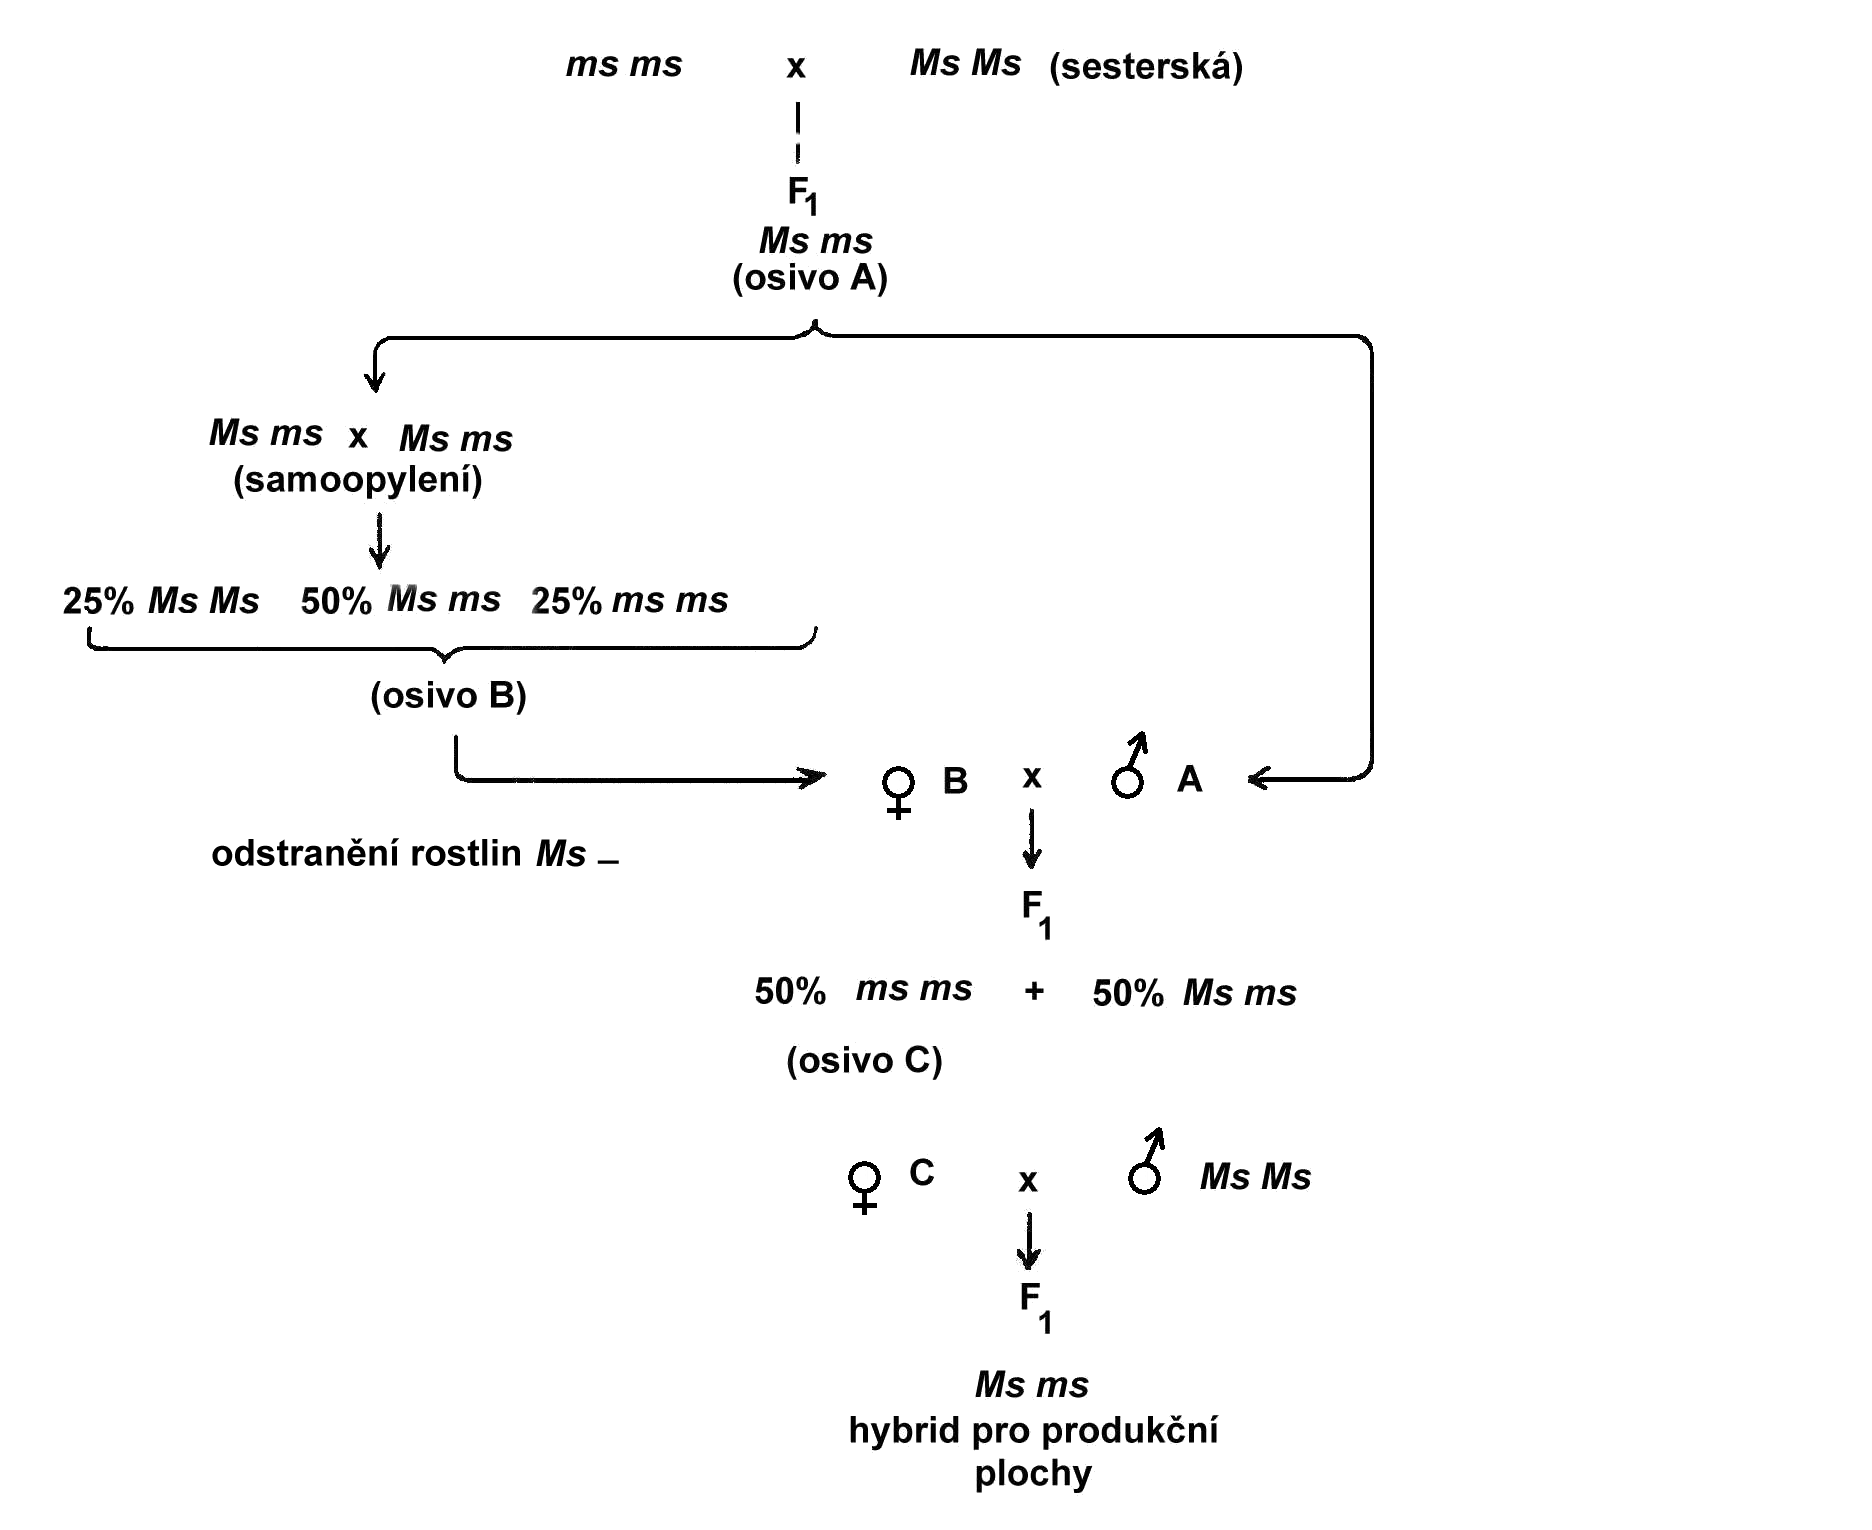 ms ms x Ms Ms (sesterská)
F1
Ms ms
(osivo A)
Ms ms x Ms ms
(samoopylení)
25% Ms Ms 50% Ms ms 25% ms ms
(osivo B)
♀ B x ♂ A
odstranění rostlin Ms _
F1
50% ms ms + 50% Ms ms
(osivo C)
♀ C x ♂ Ms Ms
F1
Ms ms
hybrid pro produkční
plochy